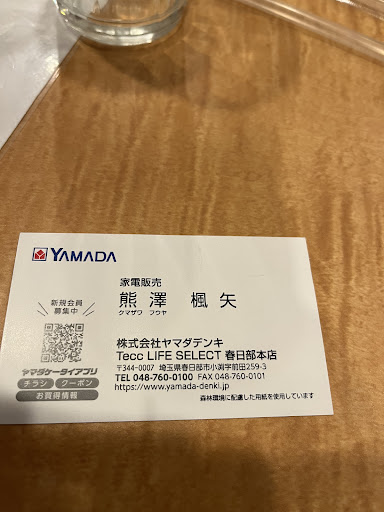 YAMADA
家電販売
熊澤 楓矢
クマザワ フウヤ
新規会員
募集中
ヤマダケータイアプリ
チラシ クーポン
お買得情報
株式会社ヤマダデンキ
Tecc LIFE SELECT 春日部本店
〒344-0007 埼玉県春日部市小渕字前田259-3
TEL 048-760-0100 FAX 048-760-0101
https://www.yamada-denki.jp
森林環境に配慮した用紙を使用しています